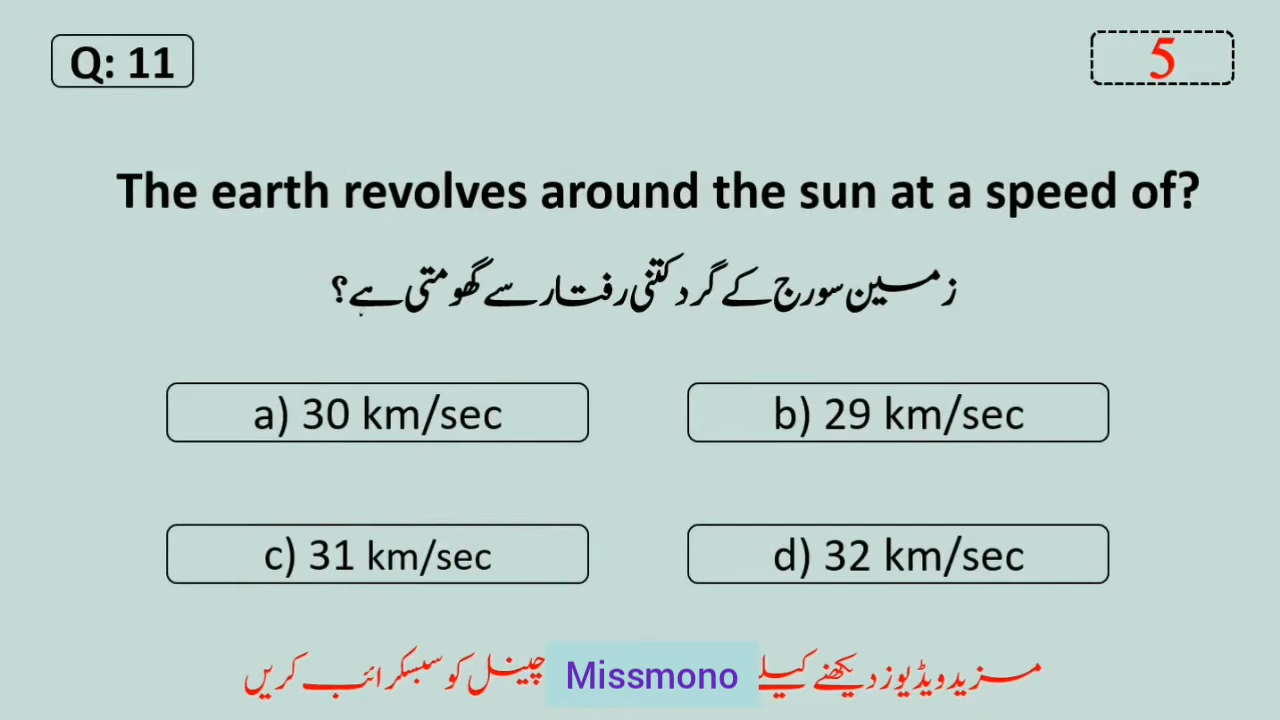 Q: 11
5
The earth revolves around the sun at a speed of?
زمین سورج کے گرد کتنی رفتار سے گھومتی ہے؟
a) 30 km/sec
b) 29 km/sec
c) 31 km/sec
d) 32 km/sec
مزید ویڈیوز دیکھنے کیلے Missmono چینل کو سبسکرائب کریں